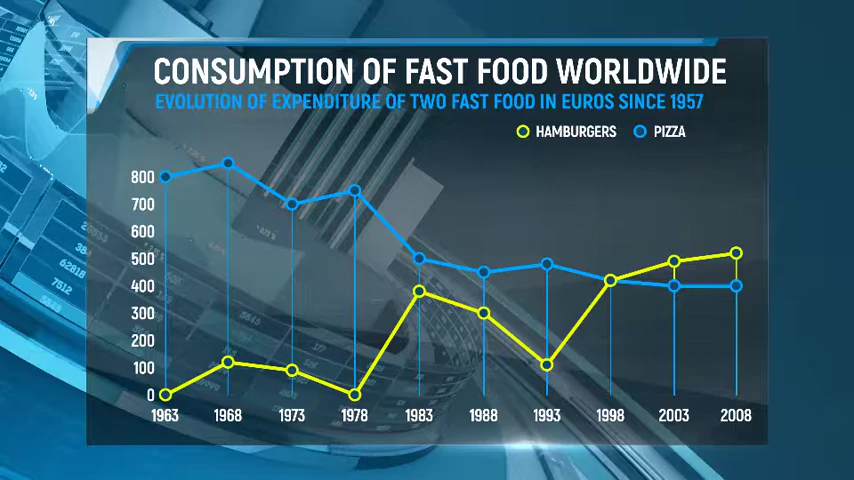 CONSUMPTION OF FAST FOOD WORLDWIDE
EVOLUTION OF EXPENDITURE OF TWO FAST FOOD IN EUROS SINCE 1957
HAMBURGERS PIZZA
800
700
600
500
400
300
200
100
0
1963 1968 1973 1978 1983 1988 1993 1998 2003 2008